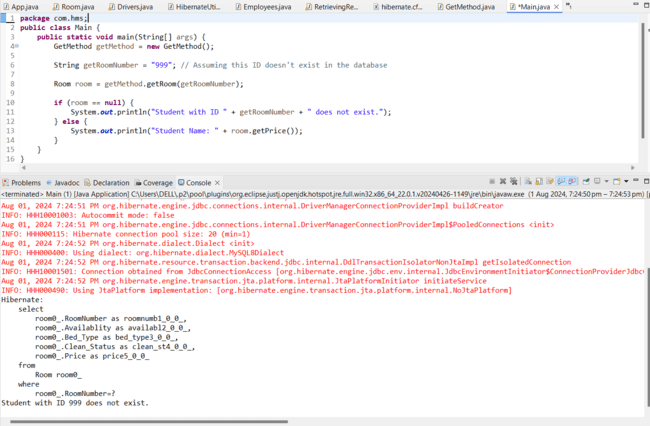 App.java Room.java Drivers.java HibernateUti... Employees.java RetrievingRe... hibernate.cf... GetMethod.java *Main.java
1 package com.hms;
2 public class Main {
3 public static void main(String[] args) {
4 GetMethod getMethod = new GetMethod();
5
6 String getRoomNumber = "999"; // Assuming this ID doesn't exist in the database
7
8 Room room = getMethod.getRoom(getRoomNumber);
9
10 if (room == null) {
11 System.out.println("Student with ID " + getRoomNumber + " does not exist.");
12 } else {
13 System.out.println("Student Name: " + room.getPrice());
14 }
15 }
16 }
Problems Javadoc Declaration Coverage Console
<terminated> Main (1) [Java Application] C:\Users\DELL\.p2\pool\plugins\org.eclipse.justj.openjdk.hotspot.jre.full.win32.x86_64_22.0.1.v20240426-1149\jre\bin\javaw.exe (1 Aug 2024, 7:24:50 pm – 7:24:53 pm)
Aug 01, 2024 7:24:51 PM org.hibernate.engine.jdbc.connections.internal.DriverManagerConnectionProviderImpl buildCreator
INFO: HHH10001003: Autocommit mode: false
Aug 01, 2024 7:24:51 PM org.hibernate.engine.jdbc.connections.internal.DriverManagerConnectionProviderImpl$PooledConnections <init>
INFO: HHH000115: Hibernate connection pool size: 20 (min=1)
Aug 01, 2024 7:24:52 PM org.hibernate.dialect.Dialect <init>
INFO: HHH000400: Using dialect: org.hibernate.dialect.MySQL8Dialect
Aug 01, 2024 7:24:52 PM org.hibernate.resource.transaction.backend.jdbc.internal.DdlTransactionIsolatorNonJtaImpl getIsolatedConnection
INFO: HHH10001501: Connection obtained from JdbcConnectionAccess [org.hibernate.engine.jdbc.env.internal.JdbcEnvironmentInitiator$ConnectionProviderJdbcC
Aug 01, 2024 7:24:52 PM org.hibernate.engine.transaction.jta.platform.internal.JtaPlatformInitiator initiateService
INFO: HHH000490: Using JtaPlatform implementation: [org.hibernate.engine.transaction.jta.platform.internal.NoJtaPlatform]
Hibernate:
select
room0_.RoomNumber as roomnumb1_0_0_,
room0_.Availablity as availabl2_0_0_,
room0_.Bed_Type as bed_type3_0_0_,
room0_.Clean_Status as clean_st4_0_0_,
room0_.Price as price5_0_0_
from
Room room0_
where
room0_.RoomNumber=?
Student with ID 999 does not exist.